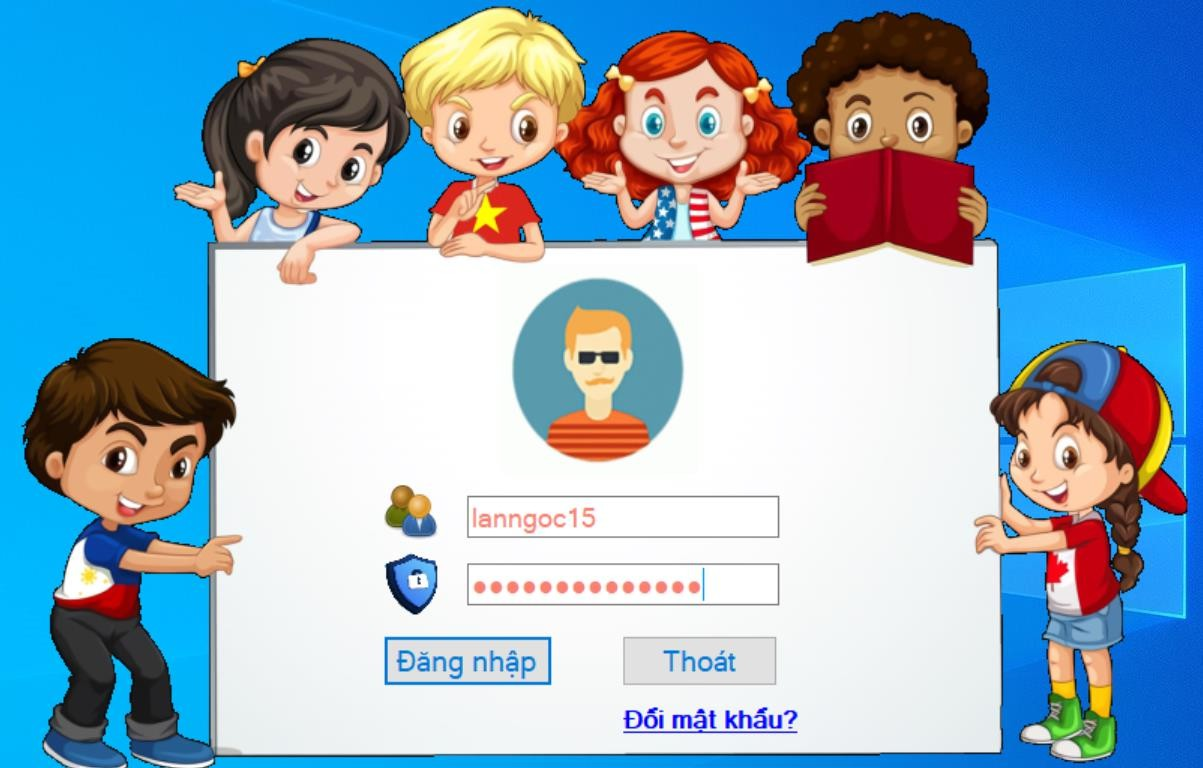 lanngoc15
●●●●●●●●●●●●●●
Đăng nhập Thoát
Đổi mật khẩu?